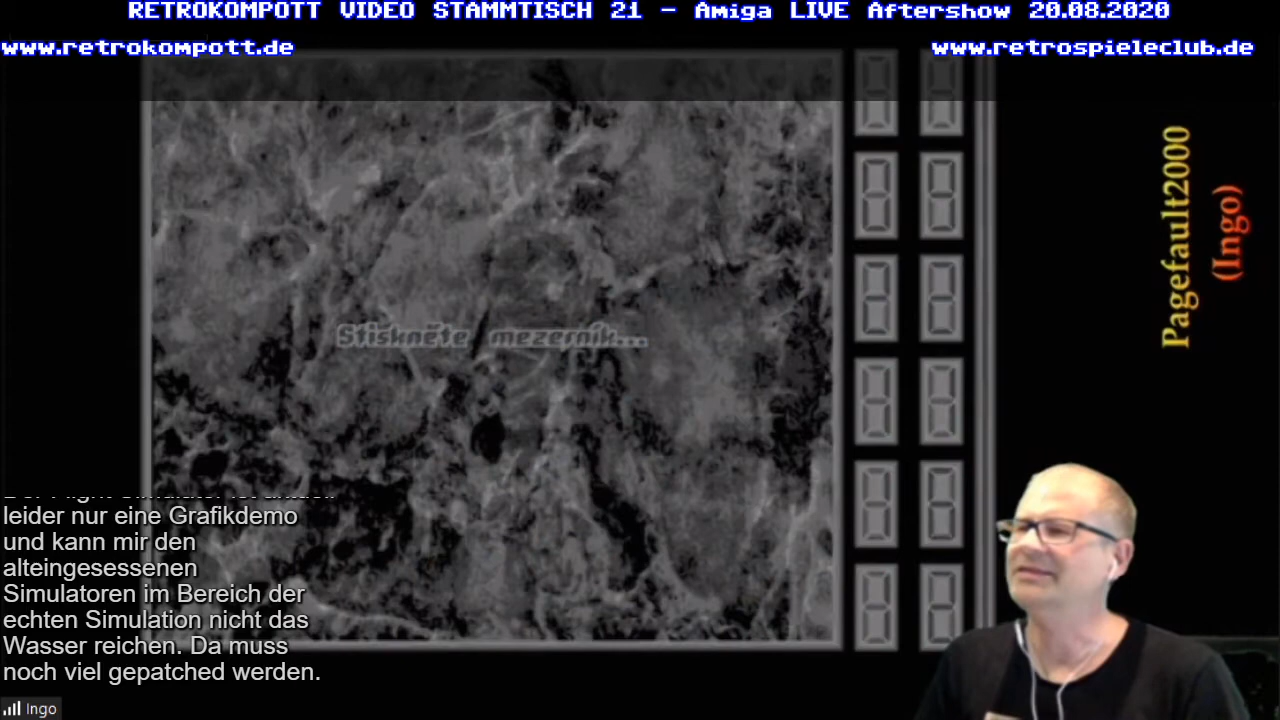 RETROKOMPOTT VIDEO STAMMTISCH 21 - Amiga LIVE Aftershow 20.08.2020
www.retrokompott.de
www.retrospieleclub.de
Pagefault2000
(Ingo)
Stiskněte mezerník...
leider nur eine Grafikdemo
und kann mir den
alteingesessenen
Simulatoren im Bereich der
echten Simulation nicht das
Wasser reichen. Da muss
noch viel gepatched werden.
Ingo